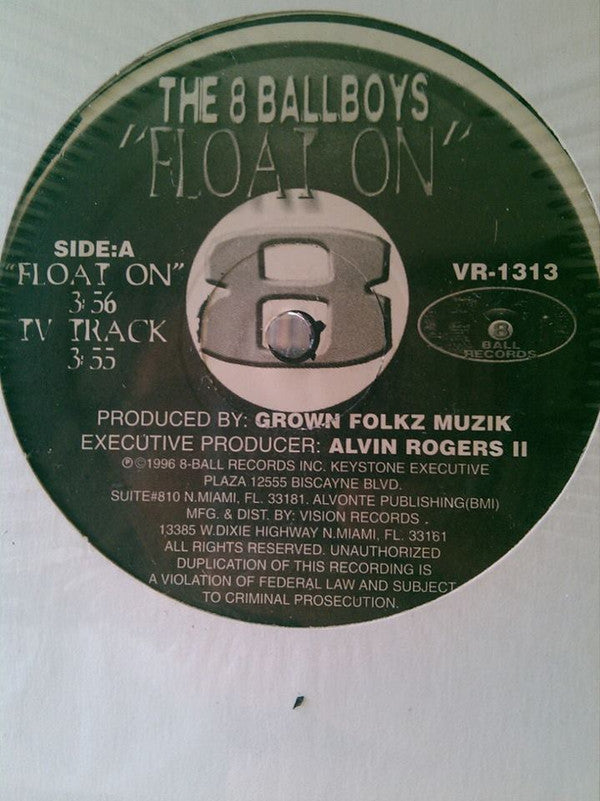 THE 8 BALLBOYS
"FLOAT ON"
SIDE:A
"FLOAT ON"
3:56
TV TRACK
3:55
8
VR-1313
8
BALL
RECORDS
PRODUCED BY: GROWN FOLKZ MUZIK
EXECUTIVE PRODUCER: ALVIN ROGERS II
℗©1996 8-BALL RECORDS INC. KEYSTONE EXECUTIVE
PLAZA 12555 BISCAYNE BLVD.
SUITE#810 N.MIAMI, FL. 33181. ALVONTE PUBLISHING(BMI)
MFG. & DIST. BY: VISION RECORDS .
13385 W.DIXIE HIGHWAY N.MIAMI, FL. 33161
ALL RIGHTS RESERVED. UNAUTHORIZED
DUPLICATION OF THIS RECORDING IS
A VIOLATION OF FEDERAL LAW AND SUBJECT
TO CRIMINAL PROSECUTION.